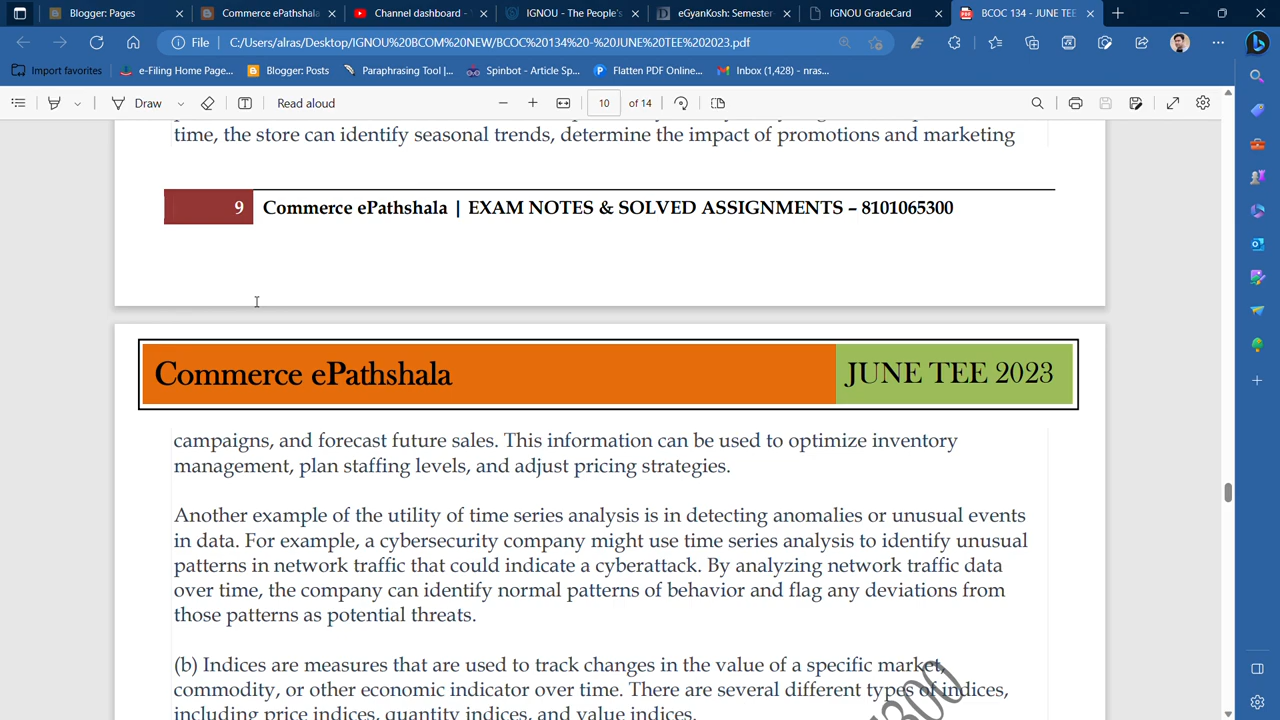 Blogger: Pages
Commerce ePathshala
Channel dashboard -
IGNOU - The People's
eGyanKosh: Semester
IGNOU GradeCard
BCOC 134 - JUNE TEE
File
C:/Users/alras/Desktop/IGNOU%20BCOM%20NEW/BCOC%20134%20-%20JUNE%20TEE%202023.pdf
Import favorites
e-Filing Home Page...
Blogger: Posts
Paraphrasing Tool |...
Spinbot - Article Sp...
Flatten PDF Online...
Inbox (1,428) - nras...
Draw
Read aloud
10 of 14
time, the store can identify seasonal trends, determine the impact of promotions and marketing
9 Commerce ePathshala | EXAM NOTES & SOLVED ASSIGNMENTS – 8101065300
Commerce ePathshala JUNE TEE 2023
campaigns, and forecast future sales. This information can be used to optimize inventory
management, plan staffing levels, and adjust pricing strategies.
Another example of the utility of time series analysis is in detecting anomalies or unusual events
in data. For example, a cybersecurity company might use time series analysis to identify unusual
patterns in network traffic that could indicate a cyberattack. By analyzing network traffic data
over time, the company can identify normal patterns of behavior and flag any deviations from
those patterns as potential threats.
(b) Indices are measures that are used to track changes in the value of a specific market,
commodity, or other economic indicator over time. There are several different types of indices,
including price indices, quantity indices, and value indices.